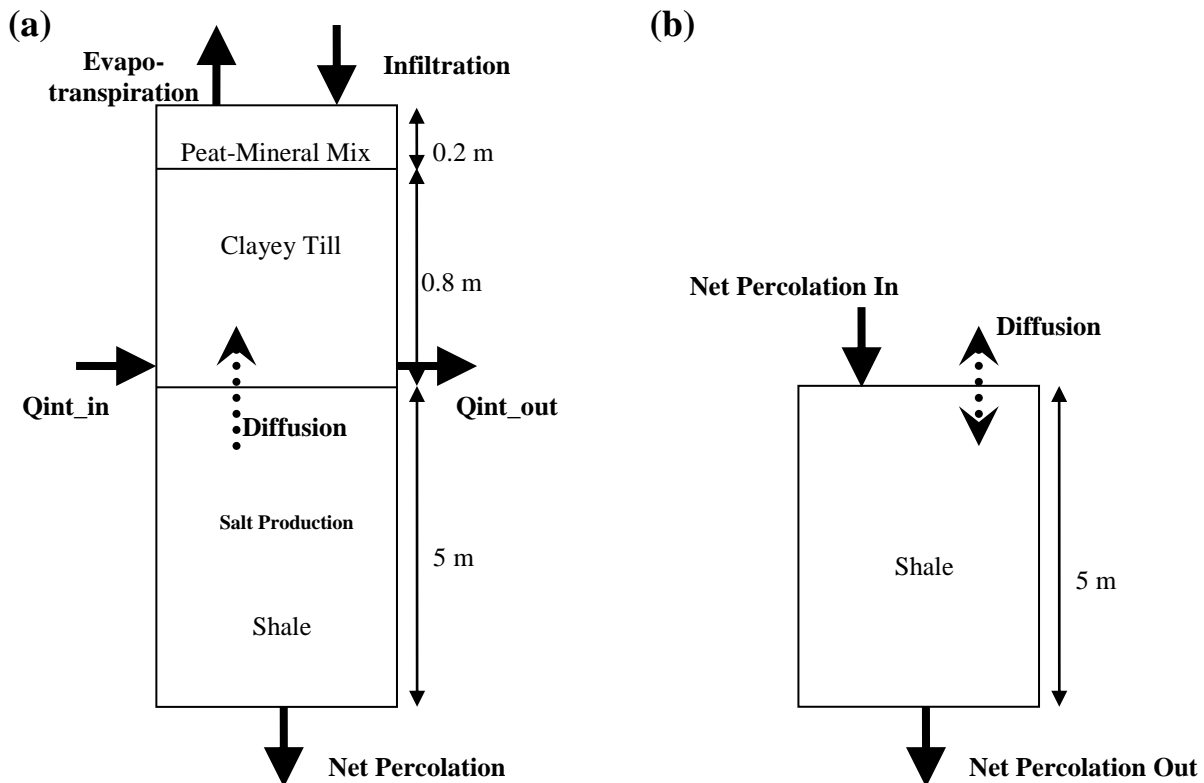 (a)
Evapo-
transpiration
Infiltration
Peat-Mineral Mix
0.2 m
Clayey Till
0.8 m
Qint_in
Qint_out
Diffusion
Salt Production
5 m
Shale
Net Percolation
(b)
Net Percolation In
Diffusion
Shale
5 m
Net Percolation Out